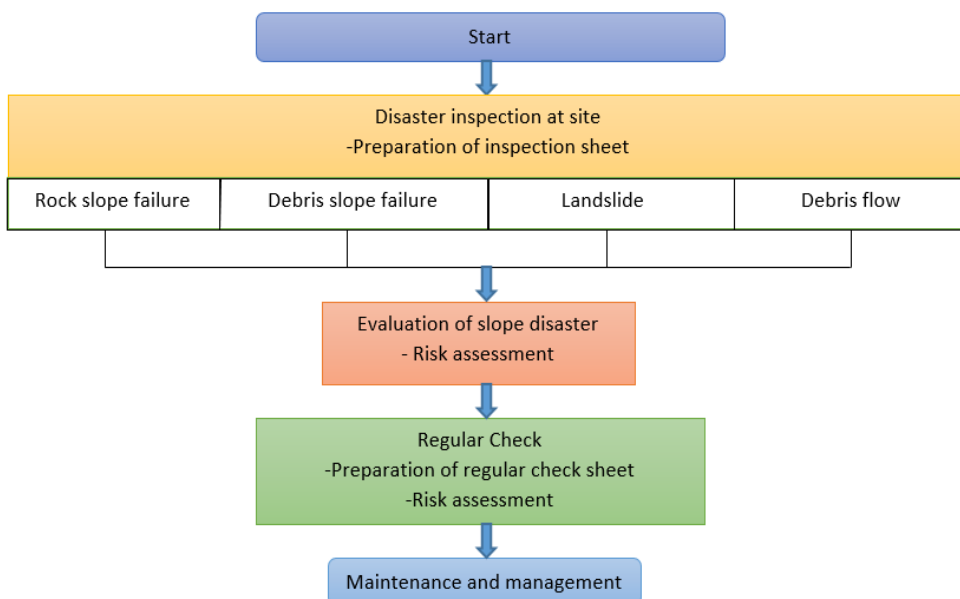 Start
Disaster inspection at site
-Preparation of inspection sheet
Rock slope failure
Debris slope failure
Landslide
Debris flow
Evaluation of slope disaster
- Risk assessment
Regular Check
-Preparation of regular check sheet
-Risk assessment
Maintenance and management